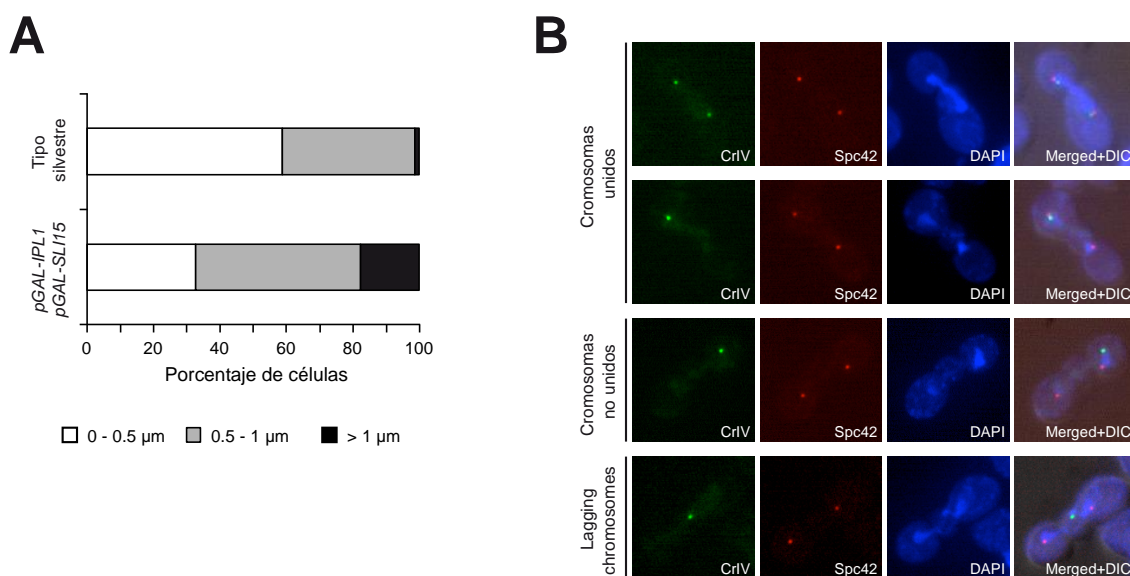 A
Tipo
silvestre
pGAL-IPL1
pGAL-SLI15
0 20 40 60 80 100
Porcentaje de células
0 - 0.5 µm 0.5 - 1 µm > 1 µm
B
Cromosomas
unidos
CrIV Spc42 DAPI Merged+DIC
CrIV Spc42 DAPI Merged+DIC
Cromosomas
no unidos
CrIV Spc42 DAPI Merged+DIC
Lagging
chromosomes
CrIV Spc42 DAPI Merged+DIC